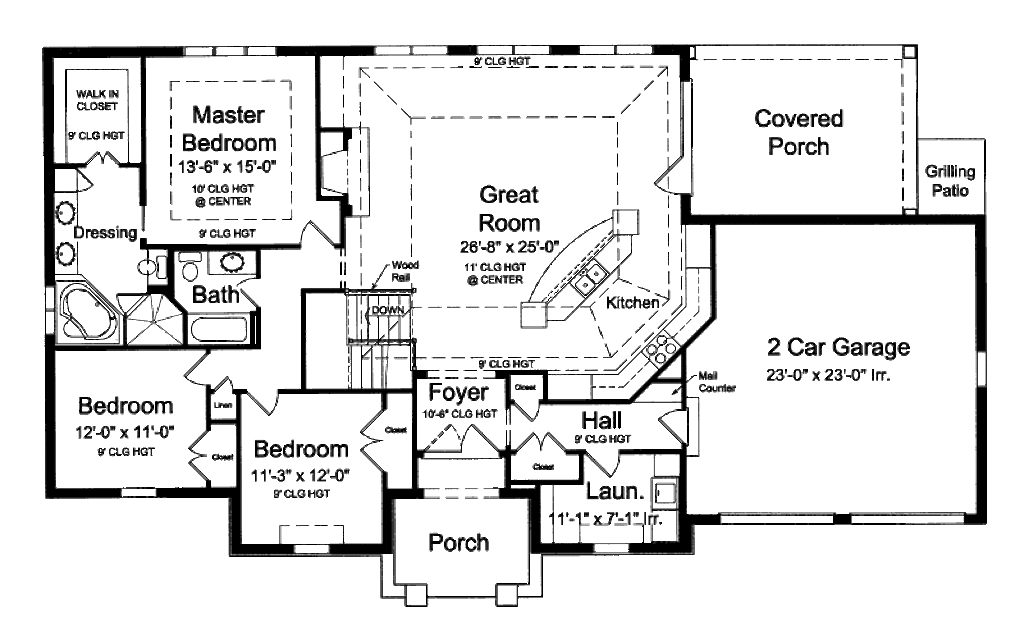 9' CLG HGT
WALK IN
CLOSET
9' CLG HGT
Master
Bedroom
13'-6" x 15'-0"
10' CLG HGT
@ CENTER
9' CLG HGT
Covered
Porch
Grilling
Patio
Great
Room
26'-8" x 25'-0"
11' CLG HGT
@ CENTER
Dressing
Bath
Wood
Rail
DOWN
Kitchen
9' CLG HGT
2 Car Garage
23'-0" x 23'-0" Irr.
Mail
Counter
Bedroom
12'-0" x 11'-0"
9' CLG HGT
Linen
Closet
Bedroom
11'-3" x 12'-0"
9' CLG HGT
Closet
Foyer
10'-6" CLG HGT
Closet
Hall
9' CLG HGT
Closet
Laun.
11'-1" x 7'-1" Irr.
Porch